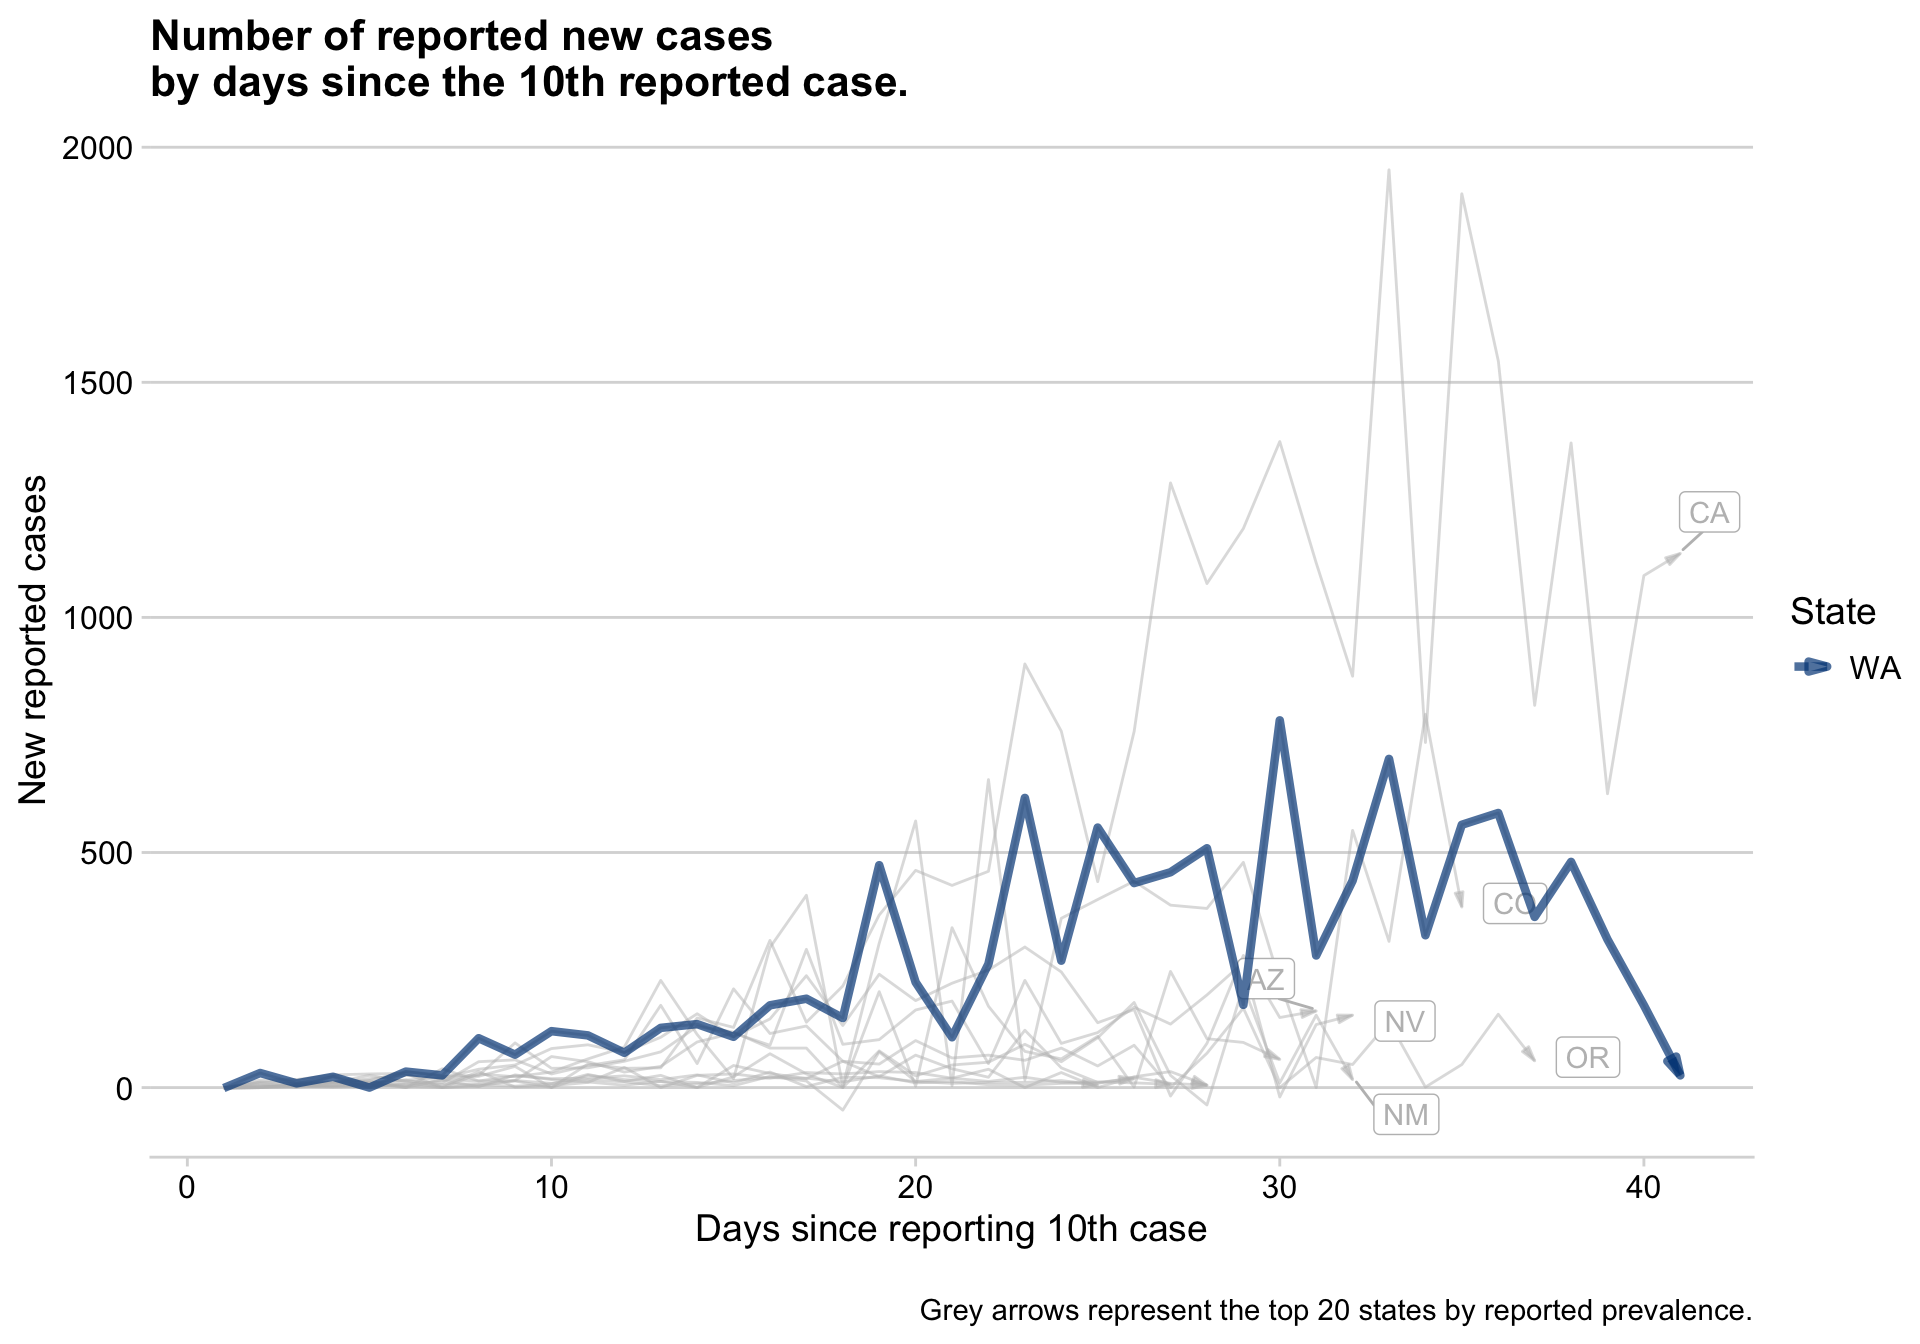 Number of reported new cases
by days since the 10th reported case.
2000
1500
1000
500
0
New reported cases
CA
CO
AZ
NV
OR
NM
State
WA
0 10 20 30 40
Days since reporting 10th case
Grey arrows represent the top 20 states by reported prevalence.